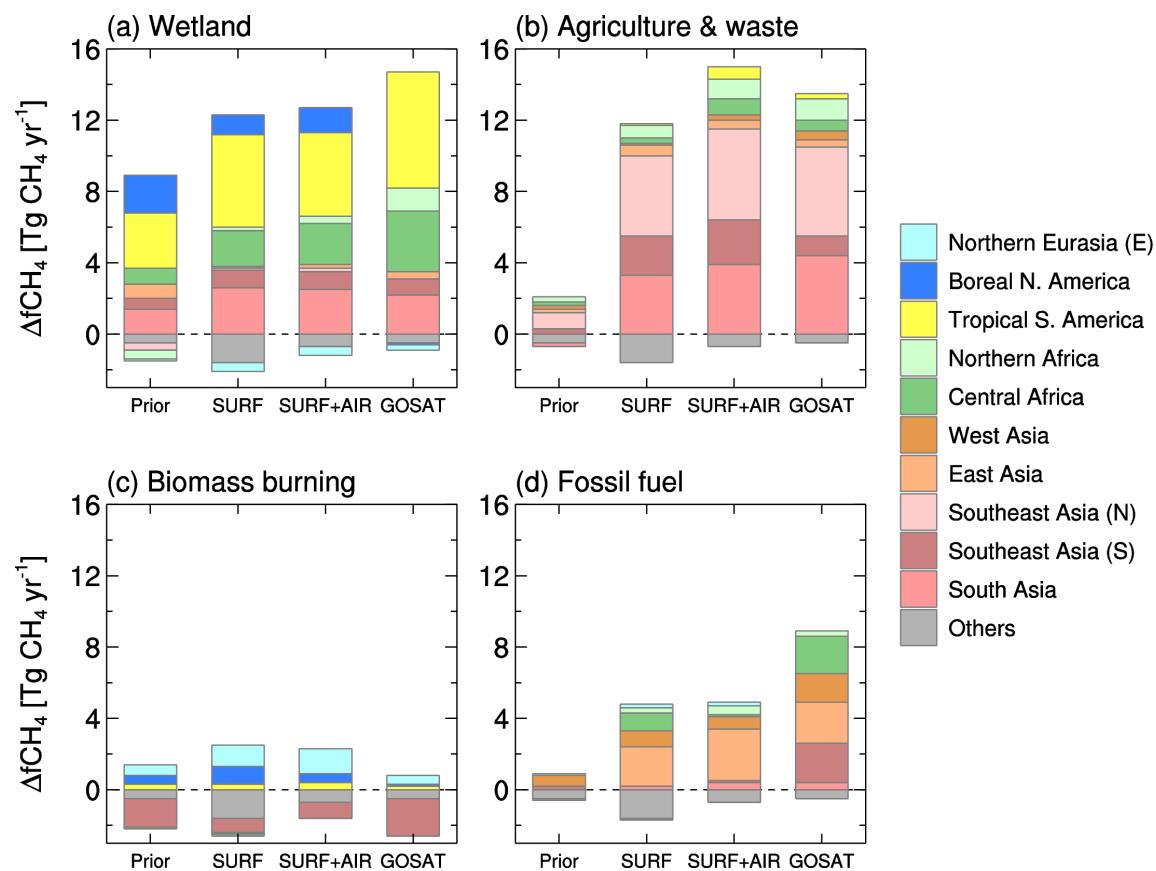 (a) Wetland
(b) Agriculture & waste
ΔfCH₄ [Tg CH₄ yr⁻¹]
16
12
8
4
0
16
12
8
4
0
Prior SURF SURF+AIR GOSAT
Prior SURF SURF+AIR GOSAT
Northern Eurasia (E)
Boreal N. America
Tropical S. America
Northern Africa
Central Africa
West Asia
East Asia
Southeast Asia (N)
Southeast Asia (S)
South Asia
Others
(c) Biomass burning
(d) Fossil fuel
ΔfCH₄ [Tg CH₄ yr⁻¹]
16
12
8
4
0
16
12
8
4
0
Prior SURF SURF+AIR GOSAT
Prior SURF SURF+AIR GOSAT